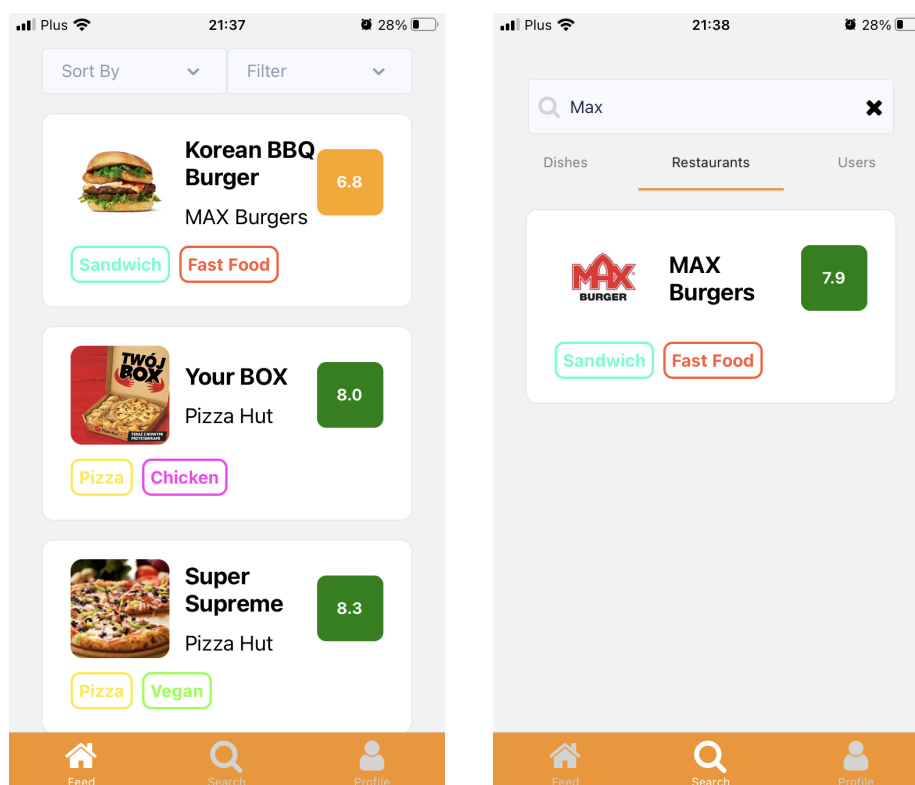 Plus 21:37 28%
Sort By Filter
Korean BBQ
Burger
6.8
MAX Burgers
Sandwich Fast Food
TWÓJ
BOX
Your BOX
8.0
Pizza Hut
Pizza Chicken
Super
Supreme
8.3
Pizza Hut
Pizza Vegan
Feed Search Profile
Plus 21:38 28%
Max
Dishes Restaurants Users
MAX
BURGER
MAX
Burgers
7.9
Sandwich Fast Food
Feed Search Profile